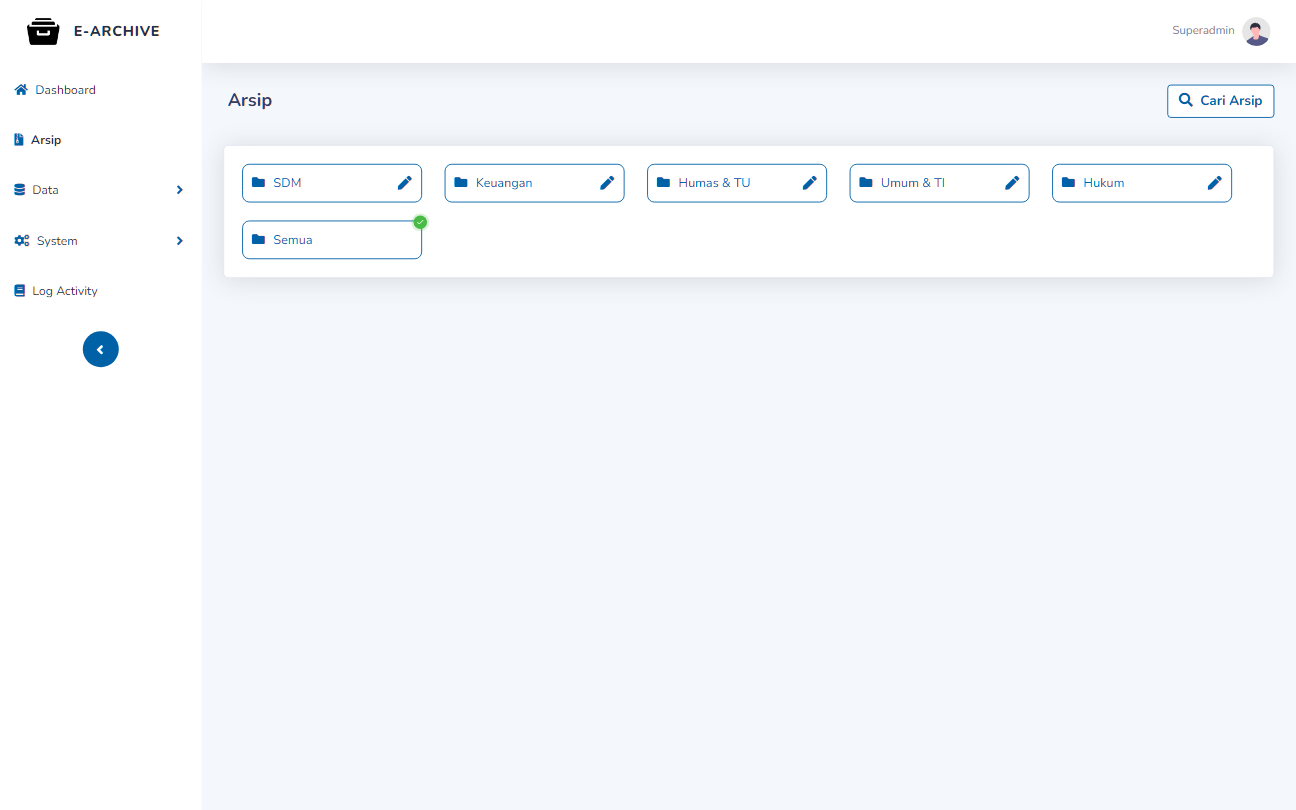 E-ARCHIVE
Superadmin
Dashboard
Arsip
Data
System
Log Activity
Arsip
Cari Arsip
SDM
Keuangan
Humas & TU
Umum & TI
Hukum
Semua